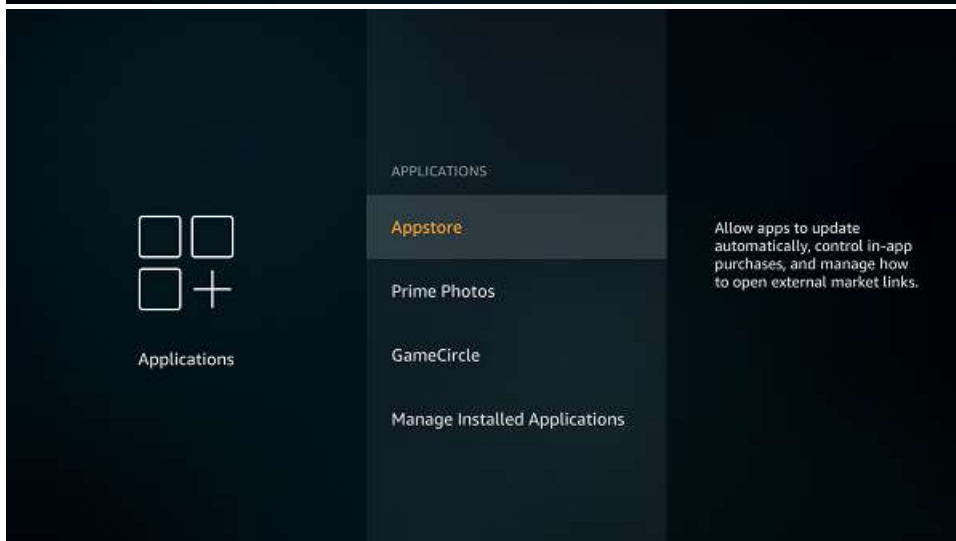 APPLICATIONS
Appstore
Prime Photos
GameCircle
Manage Installed Applications
Applications
Allow apps to update
automatically, control in-app
purchases, and manage how
to open external market links.